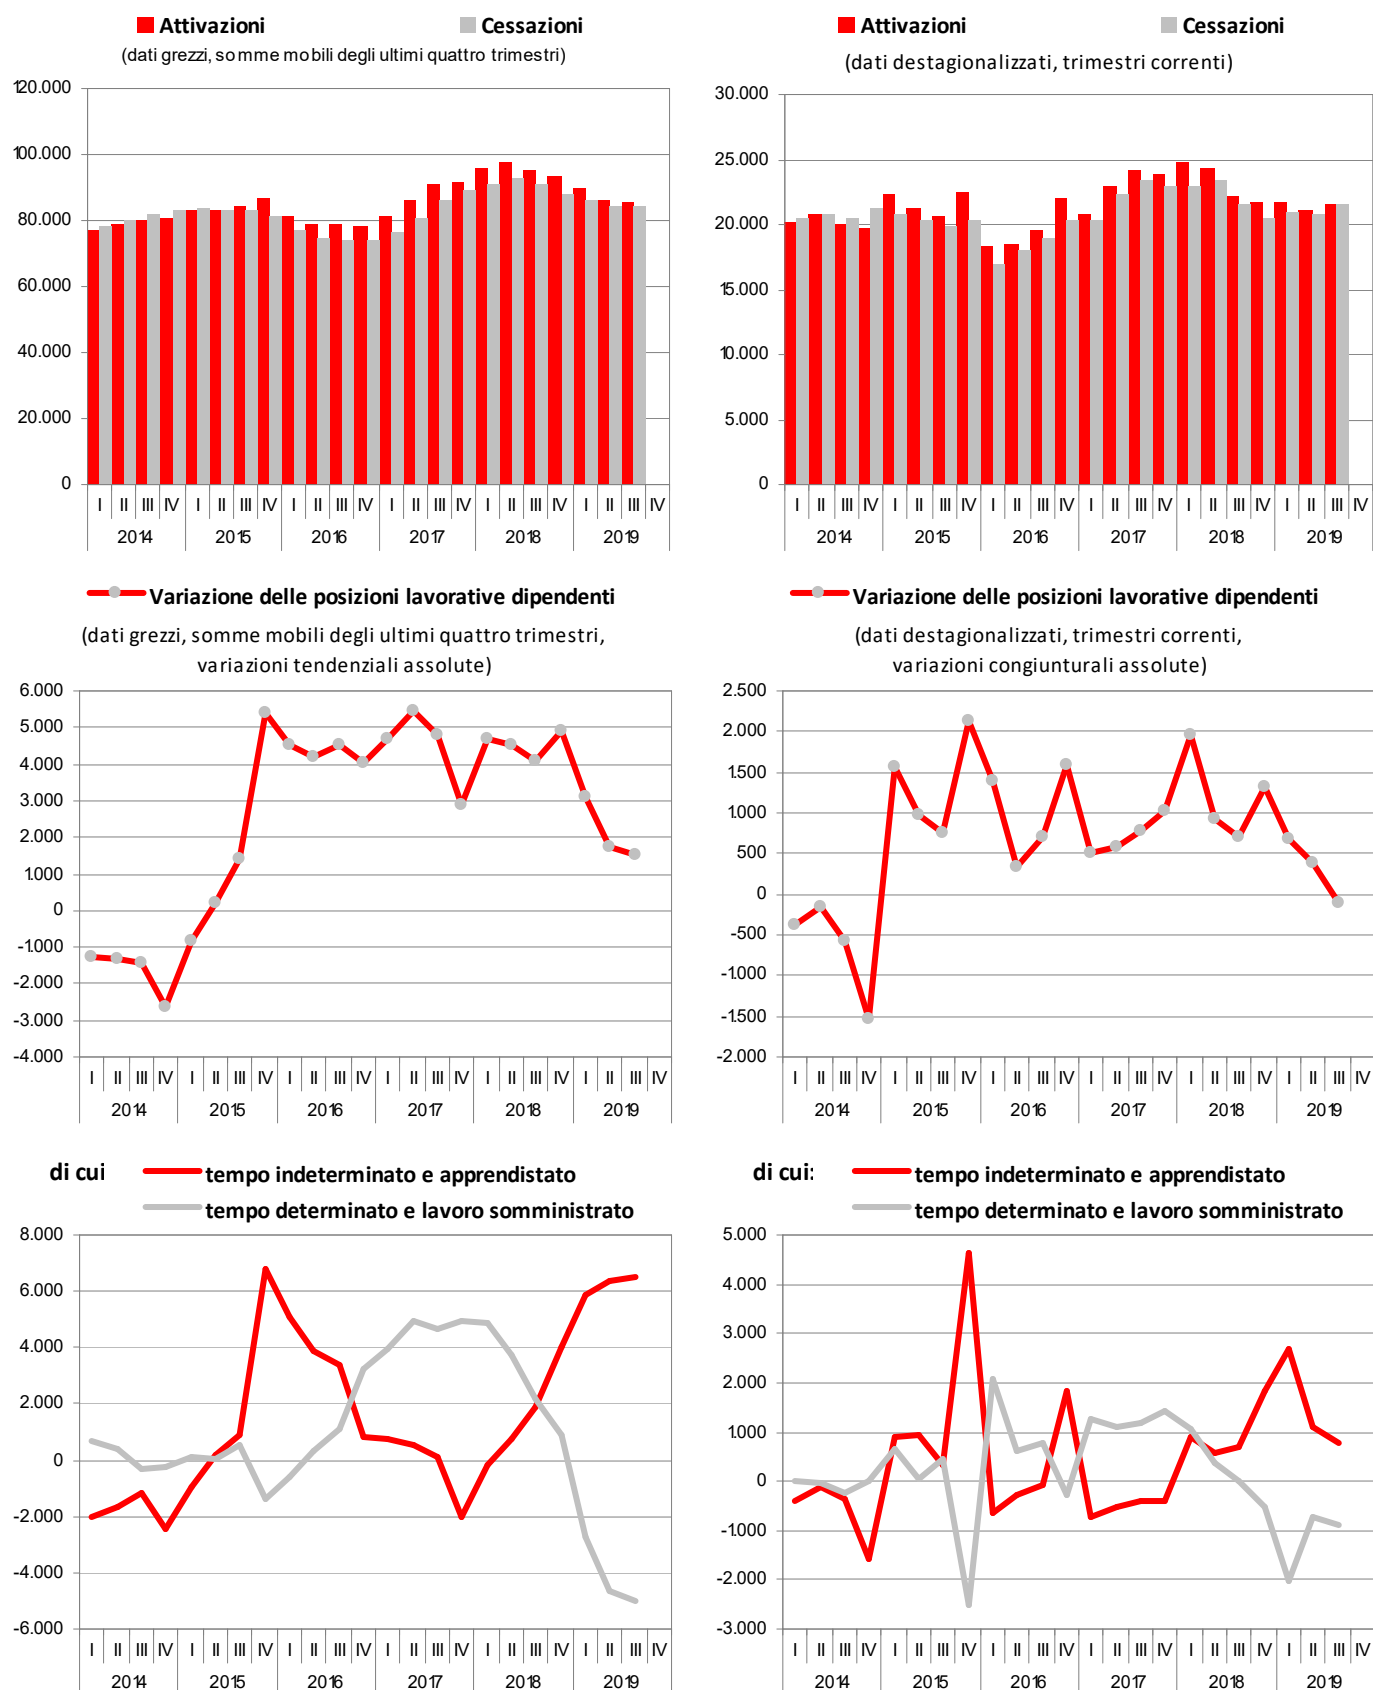 Attivazioni Cessazioni
(dati grezzi, somme mobili degli ultimi quattro trimestri)
120.000
100.000
80.000
60.000
40.000
20.000
0
I II III IV I II III IV I II III IV I II III IV I II III IV I II III IV
2014 2015 2016 2017 2018 2019
Attivazioni Cessazioni
(dati destagionalizzati, trimestri correnti)
30.000
25.000
20.000
15.000
10.000
5.000
0
I II III IV I II III IV I II III IV I II III IV I II III IV I II III IV
2014 2015 2016 2017 2018 2019
Variazione delle posizioni lavorative dipendenti
(dati grezzi, somme mobili degli ultimi quattro trimestri,
variazioni tendenziali assolute)
6.000
5.000
4.000
3.000
2.000
1.000
0
-1.000
-2.000
-3.000
-4.000
I II III IV I II III IV I II III IV I II III IV I II III IV I II III IV
2014 2015 2016 2017 2018 2019
Variazione delle posizioni lavorative dipendenti
(dati destagionalizzati, trimestri correnti,
variazioni congiunturali assolute)
2.500
2.000
1.500
1.000
500
0
-500
-1.000
-1.500
-2.000
I II III IV I II III IV I II III IV I II III IV I II III IV I II III IV
2014 2015 2016 2017 2018 2019
di cui tempo indeterminato e apprendistato
tempo determinato e lavoro somministrato
8.000
6.000
4.000
2.000
0
-2.000
-4.000
-6.000
I II III IV I II III IV I II III IV I II III IV I II III IV I II III IV
2014 2015 2016 2017 2018 2019
di cui: tempo indeterminato e apprendistato
tempo determinato e lavoro somministrato
5.000
4.000
3.000
2.000
1.000
0
-1.000
-2.000
-3.000
I II III IV I II III IV I II III IV I II III IV I II III IV I II III IV
2014 2015 2016 2017 2018 2019